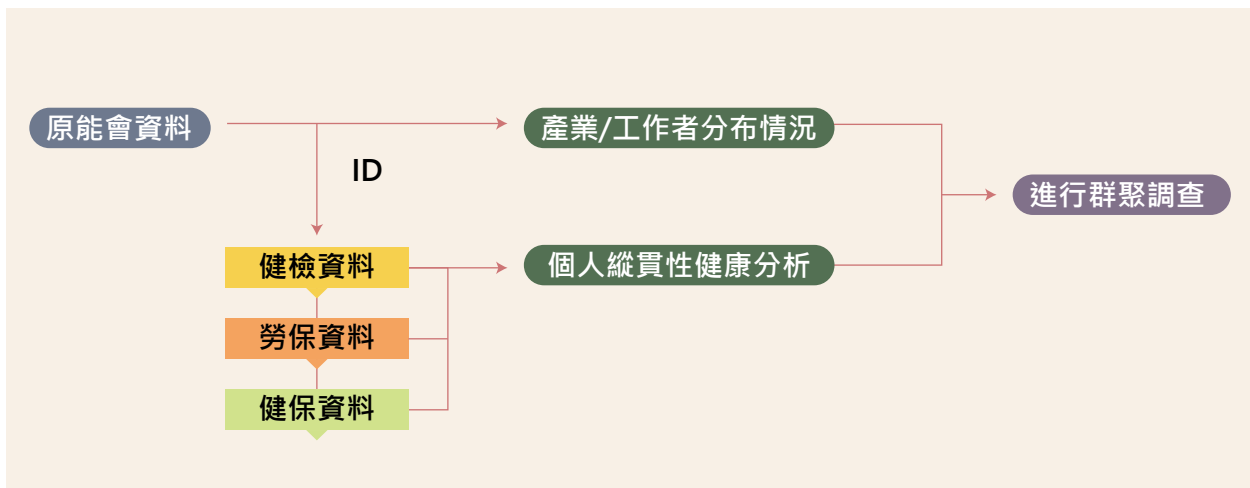 原能會資料
產業/工作者分布情況
ID
進行群聚調查
健檢資料
個人縱貫性健康分析
勞保資料
健保資料